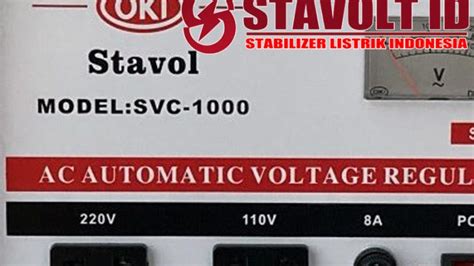 OKI
STAVOLT ID
STABILIZER LISTRIK INDONESIA
Stavol
V
MODEL:SVC-1000
AC AUTOMATIC VOLTAGE REGUL
220V
110V
8A